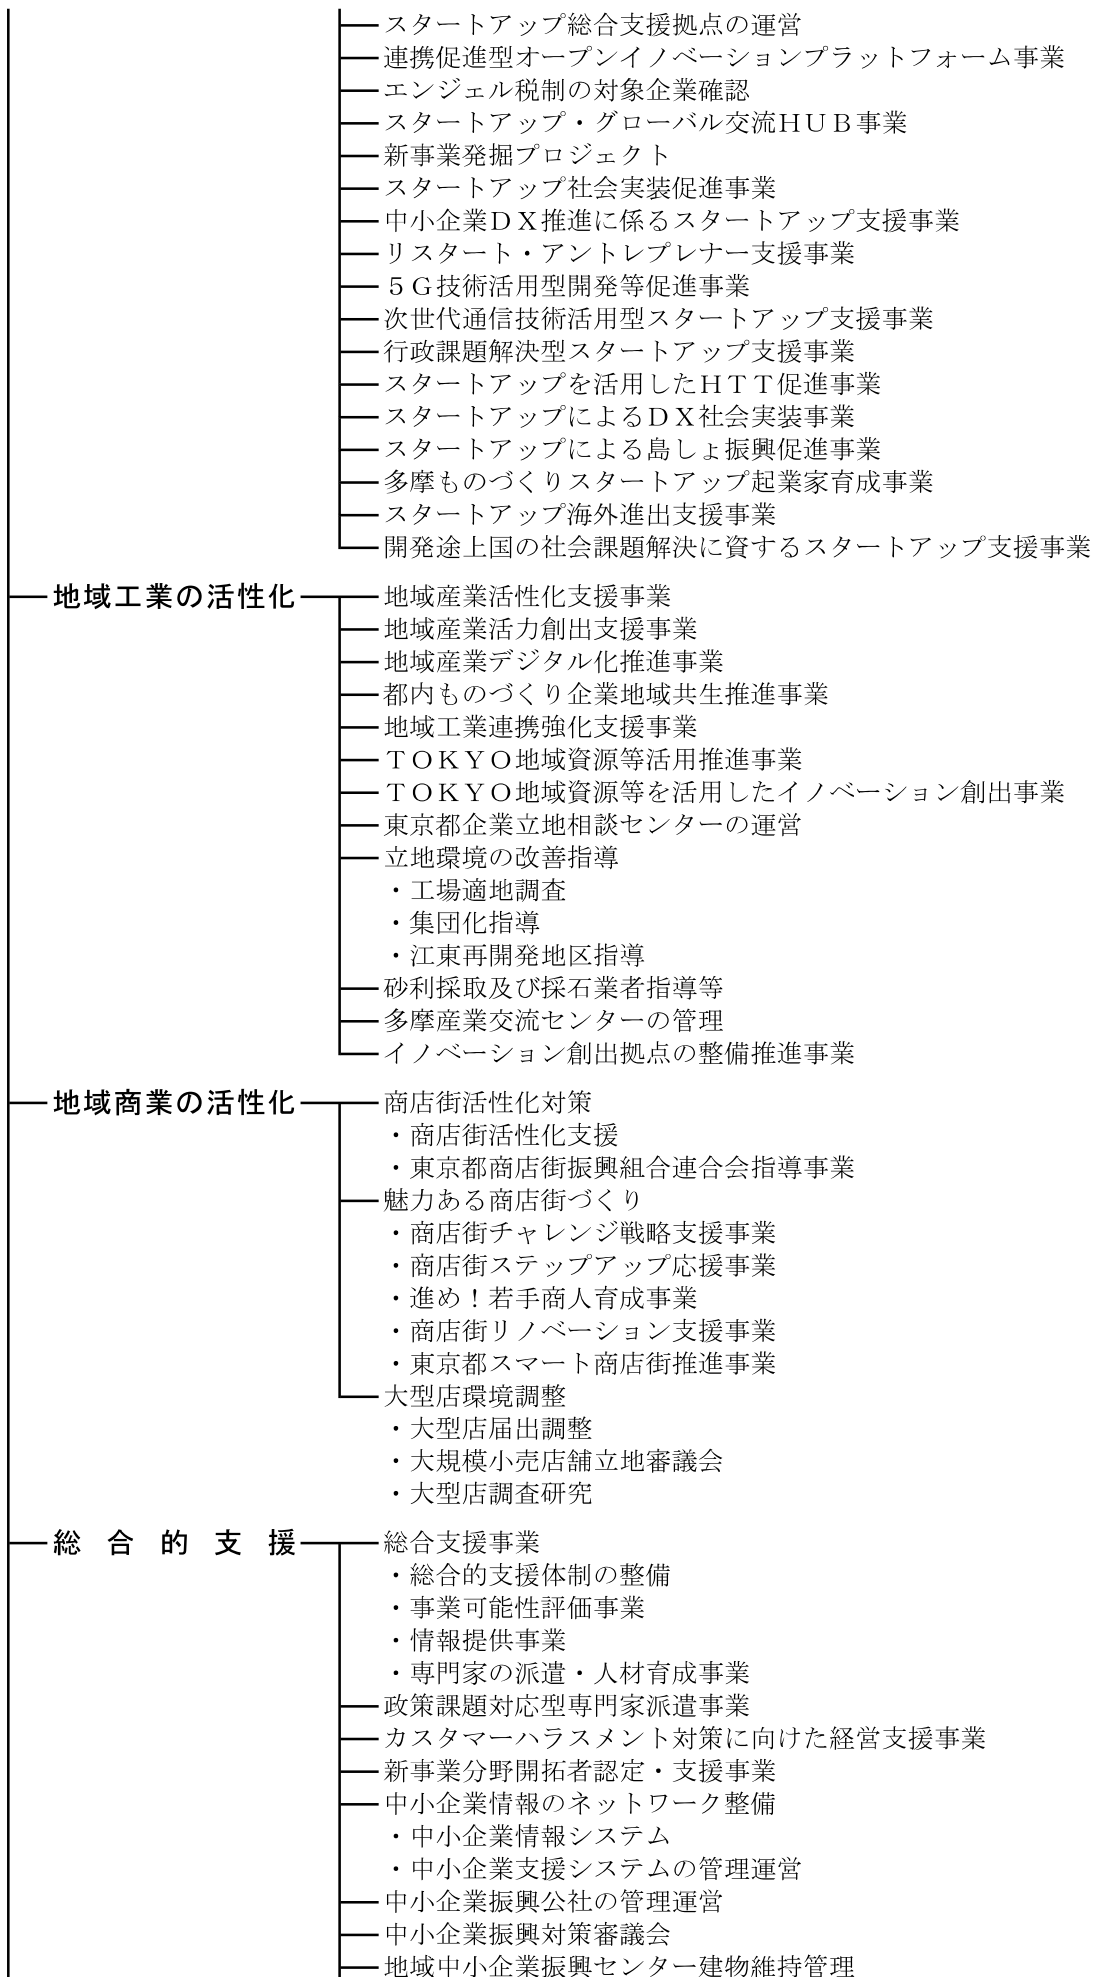 スタートアップ総合支援拠点の運営
連携促進型オープンイノベーションプラットフォーム事業
エンジェル税制の対象企業確認
スタートアップ・グローバル交流ＨＵＢ事業
新事業発掘プロジェクト
スタートアップ社会実装促進事業
中小企業ＤＸ推進に係るスタートアップ支援事業
リスタート・アントレプレナー支援事業
５Ｇ技術活用型開発等促進事業
次世代通信技術活用型スタートアップ支援事業
行政課題解決型スタートアップ支援事業
スタートアップを活用したＨＴＴ促進事業
スタートアップによるＤＸ社会実装事業
スタートアップによる島しょ振興促進事業
多摩ものづくりスタートアップ起業家育成事業
スタートアップ海外進出支援事業
開発途上国の社会課題解決に資するスタートアップ支援事業
地域工業の活性化 地域産業活性化支援事業
地域産業活力創出支援事業
地域産業デジタル化推進事業
都内ものづくり企業地域共生推進事業
地域工業連携強化支援事業
ＴＯＫＹＯ地域資源等活用推進事業
ＴＯＫＹＯ地域資源等を活用したイノベーション創出事業
東京都企業立地相談センターの運営
立地環境の改善指導
・工場適地調査
・集団化指導
・江東再開発地区指導
砂利採取及び採石業者指導等
多摩産業交流センターの管理
イノベーション創出拠点の整備推進事業
地域商業の活性化 商店街活性化対策
・商店街活性化支援
・東京都商店街振興組合連合会指導事業
魅力ある商店街づくり
・商店街チャレンジ戦略支援事業
・商店街ステップアップ応援事業
・進め！若手商人育成事業
・商店街リノベーション支援事業
・東京都スマート商店街推進事業
大型店環境調整
・大型店届出調整
・大規模小売店舗立地審議会
・大型店調査研究
総合的支援 総合支援事業
・総合的支援体制の整備
・事業可能性評価事業
・情報提供事業
・専門家の派遣・人材育成事業
政策課題対応型専門家派遣事業
カスタマーハラスメント対策に向けた経営支援事業
新事業分野開拓者認定・支援事業
中小企業情報のネットワーク整備
・中小企業情報システム
・中小企業支援システムの管理運営
中小企業振興公社の管理運営
中小企業振興対策審議会
地域中小企業振興センター建物維持管理